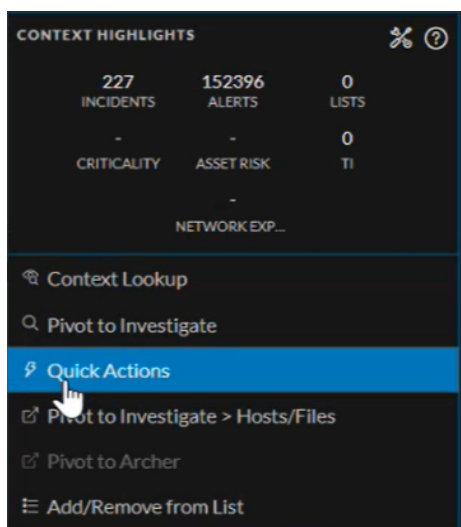 CONTEXT HIGHLIGHTS
227 152396 0
INCIDENTS ALERTS LISTS
- - 0
CRITICALITY ASSET RISK TI
-
NETWORK EXP...
Context Lookup
Pivot to Investigate
Quick Actions
Pivot to Investigate > Hosts/Files
Pivot to Archer
Add/Remove from List